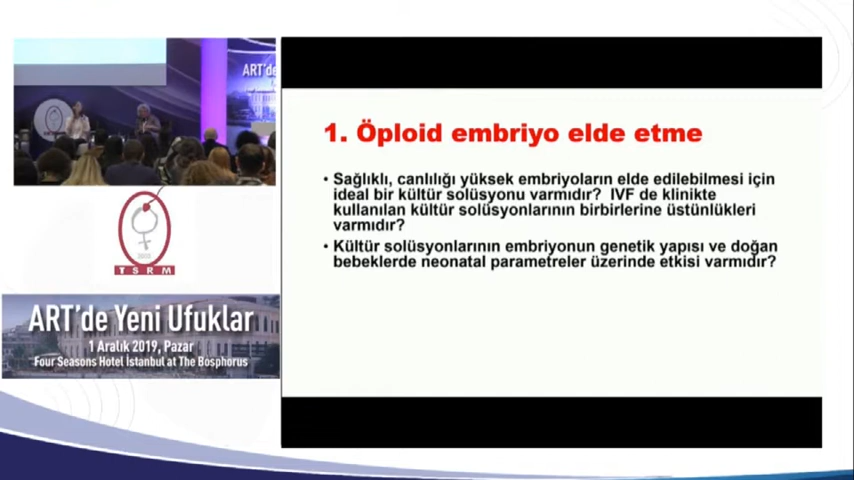 ART'de
TSRM
ART'de Yeni Ufuklar
1 Aralık 2019, Pazar
Four Seasons Hotel İstanbul at The Bosphorus
1. Öploid embriyo elde etme
• Sağlıklı, canlılığı yüksek embriyoların elde edilebilmesi için
ideal bir kültür solüsyonu varmıdır? IVF de klinikte
kullanılan kültür solüsyonlarının birbirlerine üstünlükleri
varmıdır?
• Kültür solüsyonlarının embriyonun genetik yapısı ve doğan
bebeklerde neonatal parametreler üzerinde etkisi varmıdır?